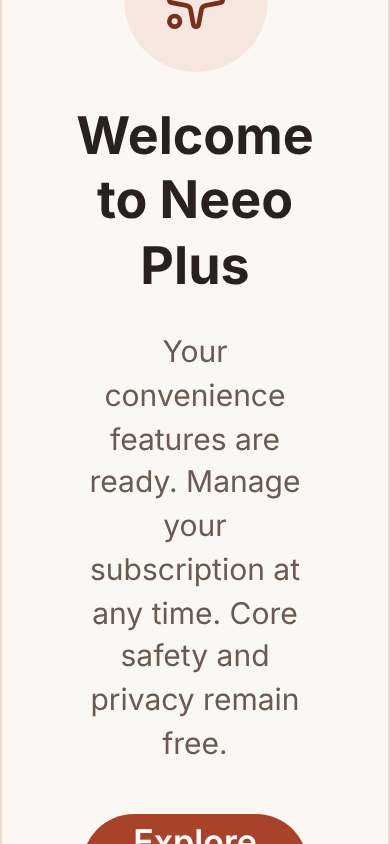 Welcome
to Neeo
Plus
Your
convenience
features are
ready. Manage
your
subscription at
any time. Core
safety and
privacy remain
free.
Explore